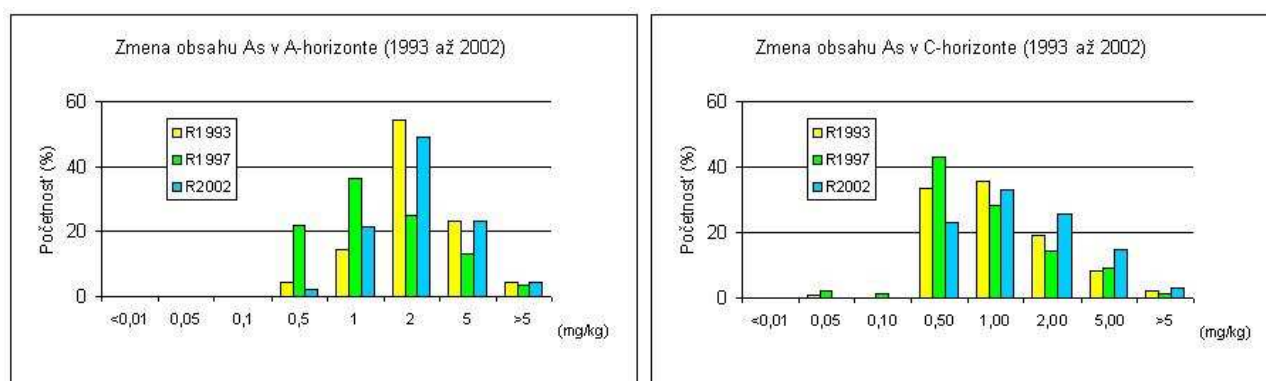 Zmena obsahu As v A-horizonte (1993 až 2002)
Početnosť (%)
60
40
20
0
R1993
R1997
R2002
<0,01 0,05 0,1 0,5 1 2 5 >5
(mg/kg)
Zmena obsahu As v C-horizonte (1993 až 2002)
Početnosť (%)
60
40
20
0
R1993
R1997
R2002
<0,01 0,05 0,10 0,50 1,00 2,00 5,00 >5
(mg/kg)